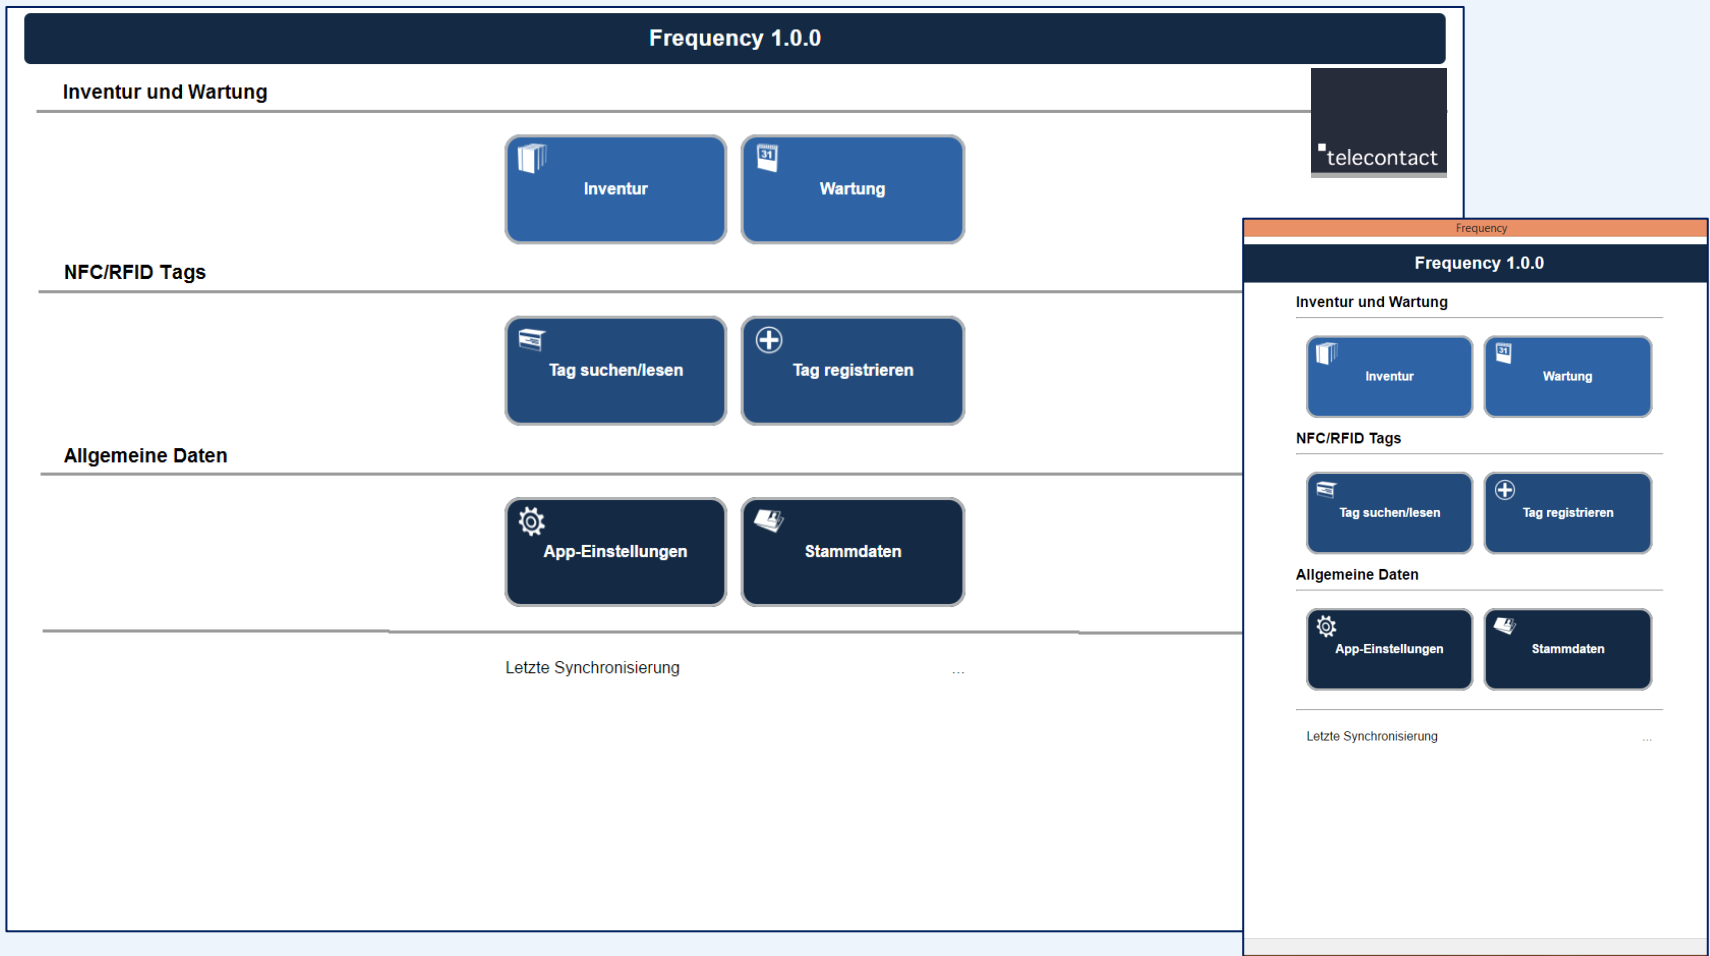 Frequency 1.0.0
Inventur und Wartung
telecontact
31
Inventur
Wartung
NFC/RFID Tags
Tag suchen/lesen
Tag registrieren
Allgemeine Daten
App-Einstellungen
Stammdaten
Letzte Synchronisierung ...
Frequency
Frequency 1.0.0
Inventur und Wartung
31
Inventur
Wartung
NFC/RFID Tags
Tag suchen/lesen
Tag registrieren
Allgemeine Daten
App-Einstellungen
Stammdaten
Letzte Synchronisierung ...